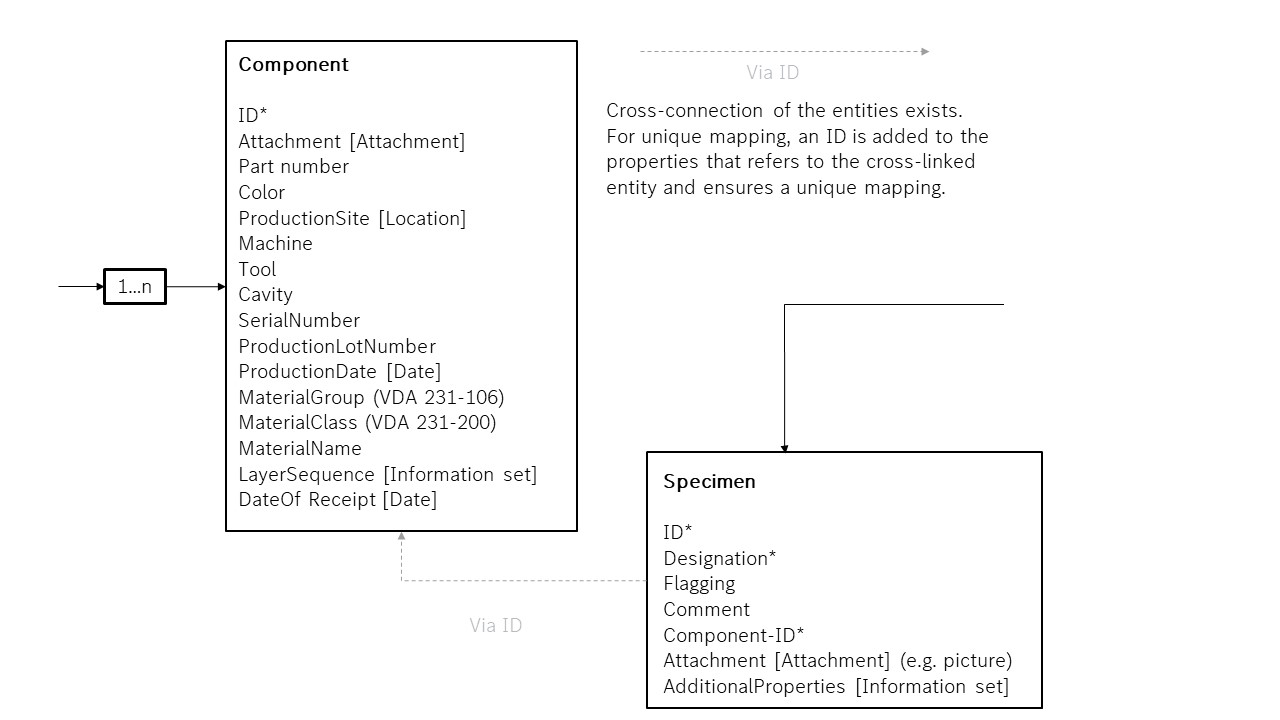 Component
ID*
Attachment [Attachment]
Part number
Color
ProductionSite [Location]
Machine
Tool
Cavity
SerialNumber
ProductionLotNumber
ProductionDate [Date]
MaterialGroup (VDA 231-106)
MaterialClass (VDA 231-200)
MaterialName
LayerSequence [Information set]
DateOf Receipt [Date]
1...n
Via ID
Cross-connection of the entities exists.
For unique mapping, an ID is added to the
properties that refers to the cross-linked
entity and ensures a unique mapping.
Specimen
ID*
Designation*
Flagging
Comment
Component-ID*
Attachment [Attachment] (e.g. picture)
AdditionalProperties [Information set]
Via ID